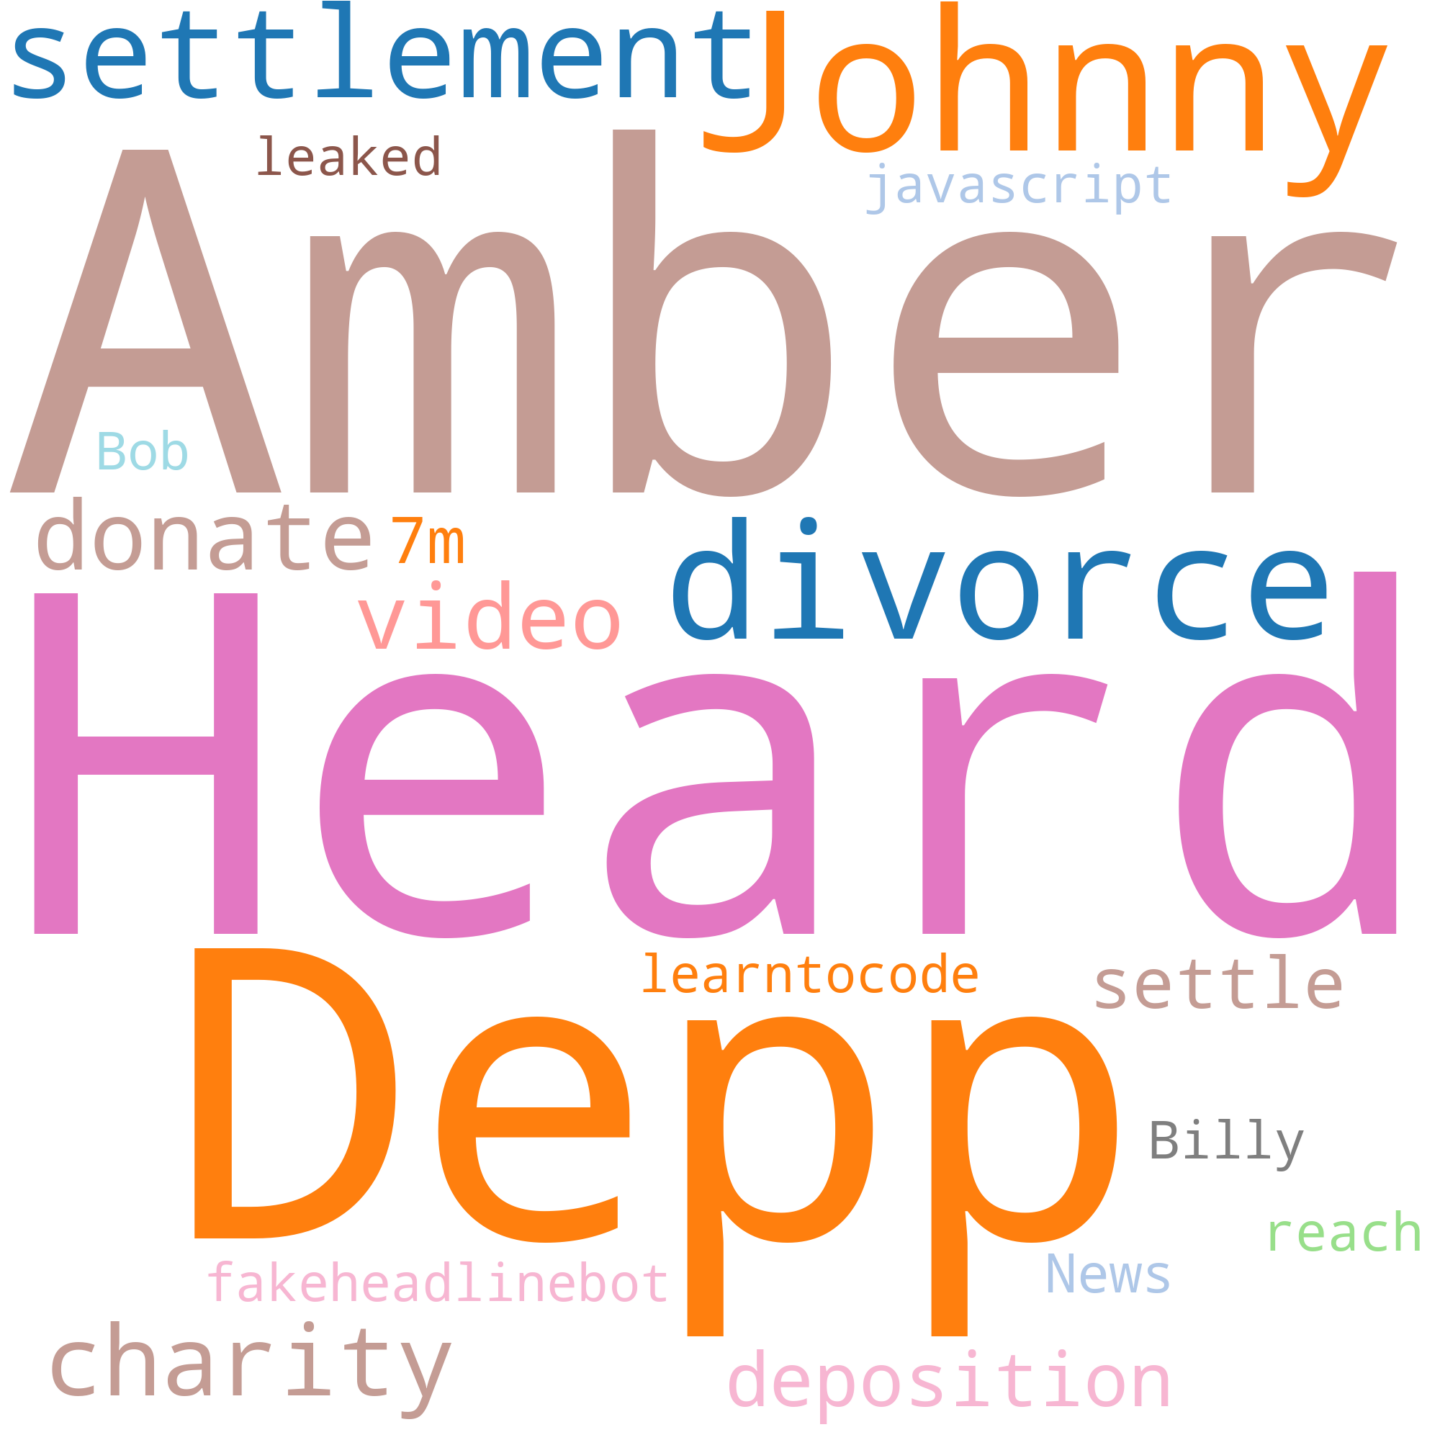 settlement
Johnny
leaked
javascript
Amber
Bob
donate
7m
divorce
video
Heard
learntocode
settle
Depp
Billy
reach
fakeheadlinebot
News
charity
deposition